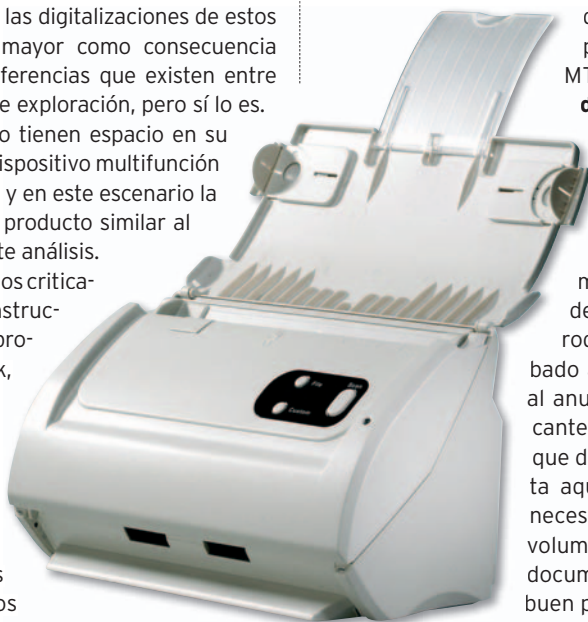 las digitalizaciones de estos
mayor como consecuencia
ferencias que existen entre
e exploración, pero sí lo es.
o tienen espacio en su
ispositivo multifunción
y en este escenario la
producto similar al
te análisis.
os critica-
nstruc-
pro-
k,
s
os
File
Scan
Custom
p
MT
m
de
roc
bado
al anu
cante
que d
ta aqu
neces
volum
docum
buen p